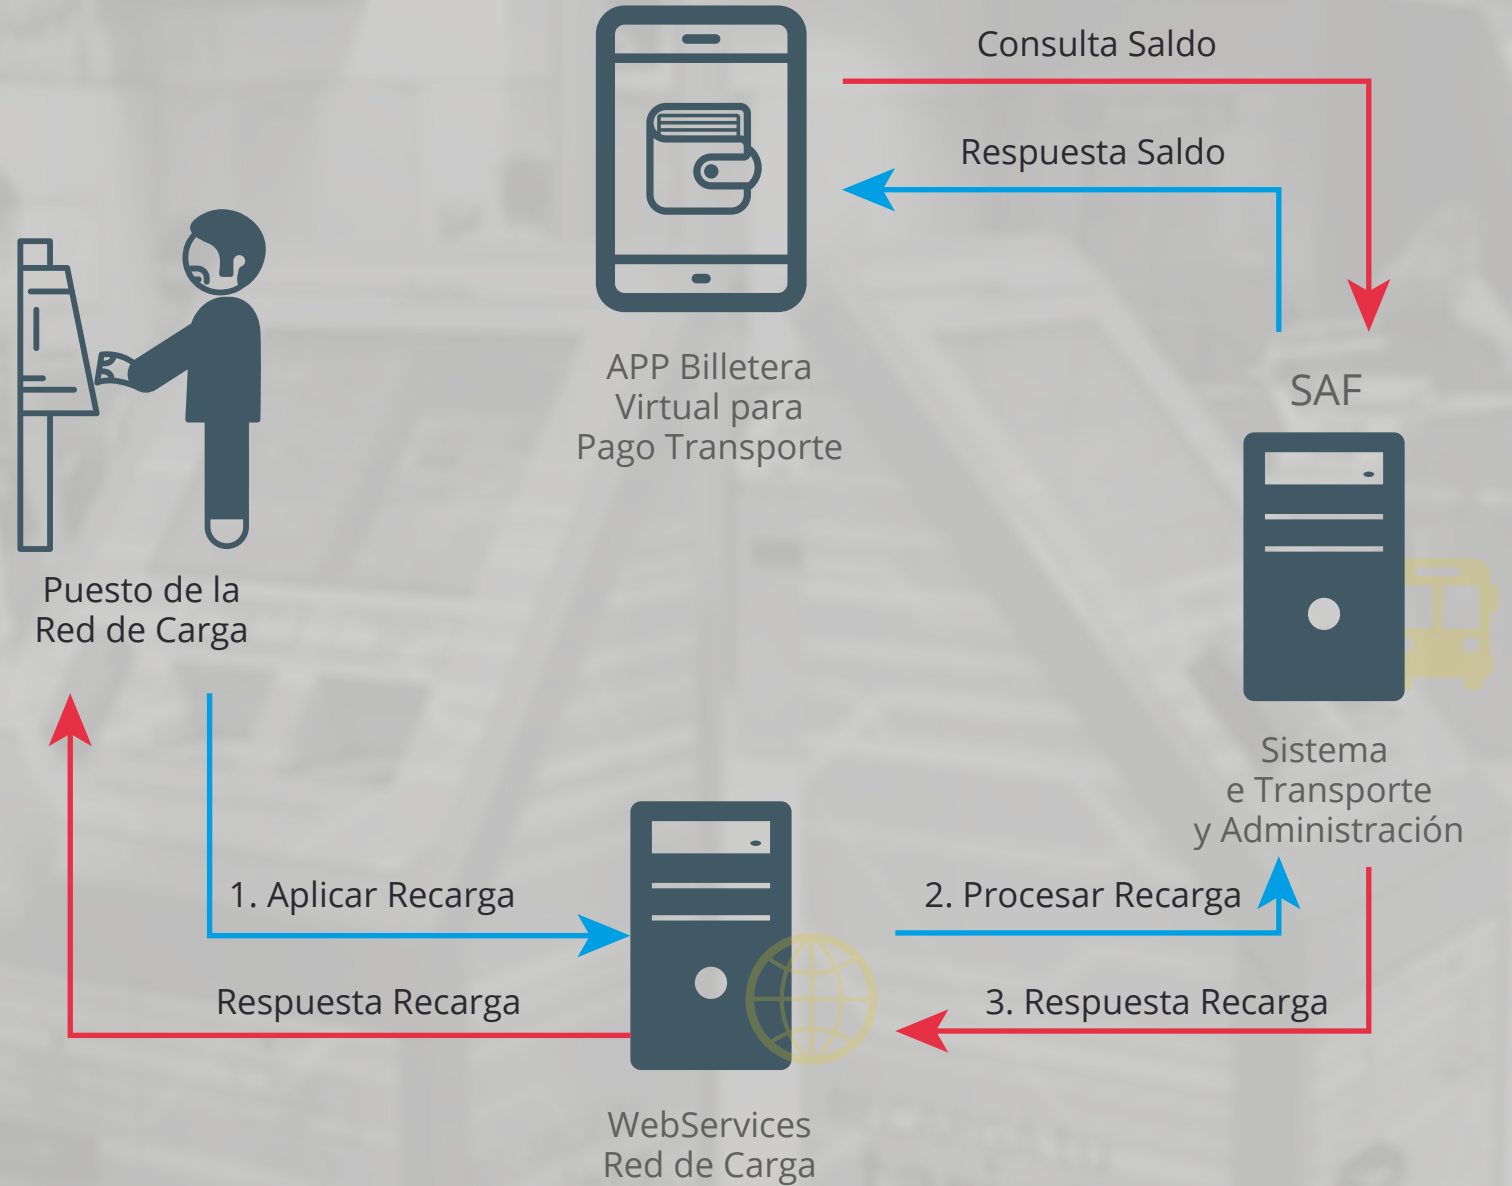 Consulta Saldo
Respuesta Saldo
APP Billetera
Virtual para
Pago Transporte
SAF
Puesto de la
Red de Carga
Sistema
e Transporte
y Administración
1. Aplicar Recarga
2. Procesar Recarga
Respuesta Recarga
3. Respuesta Recarga
WebServices
Red de Carga